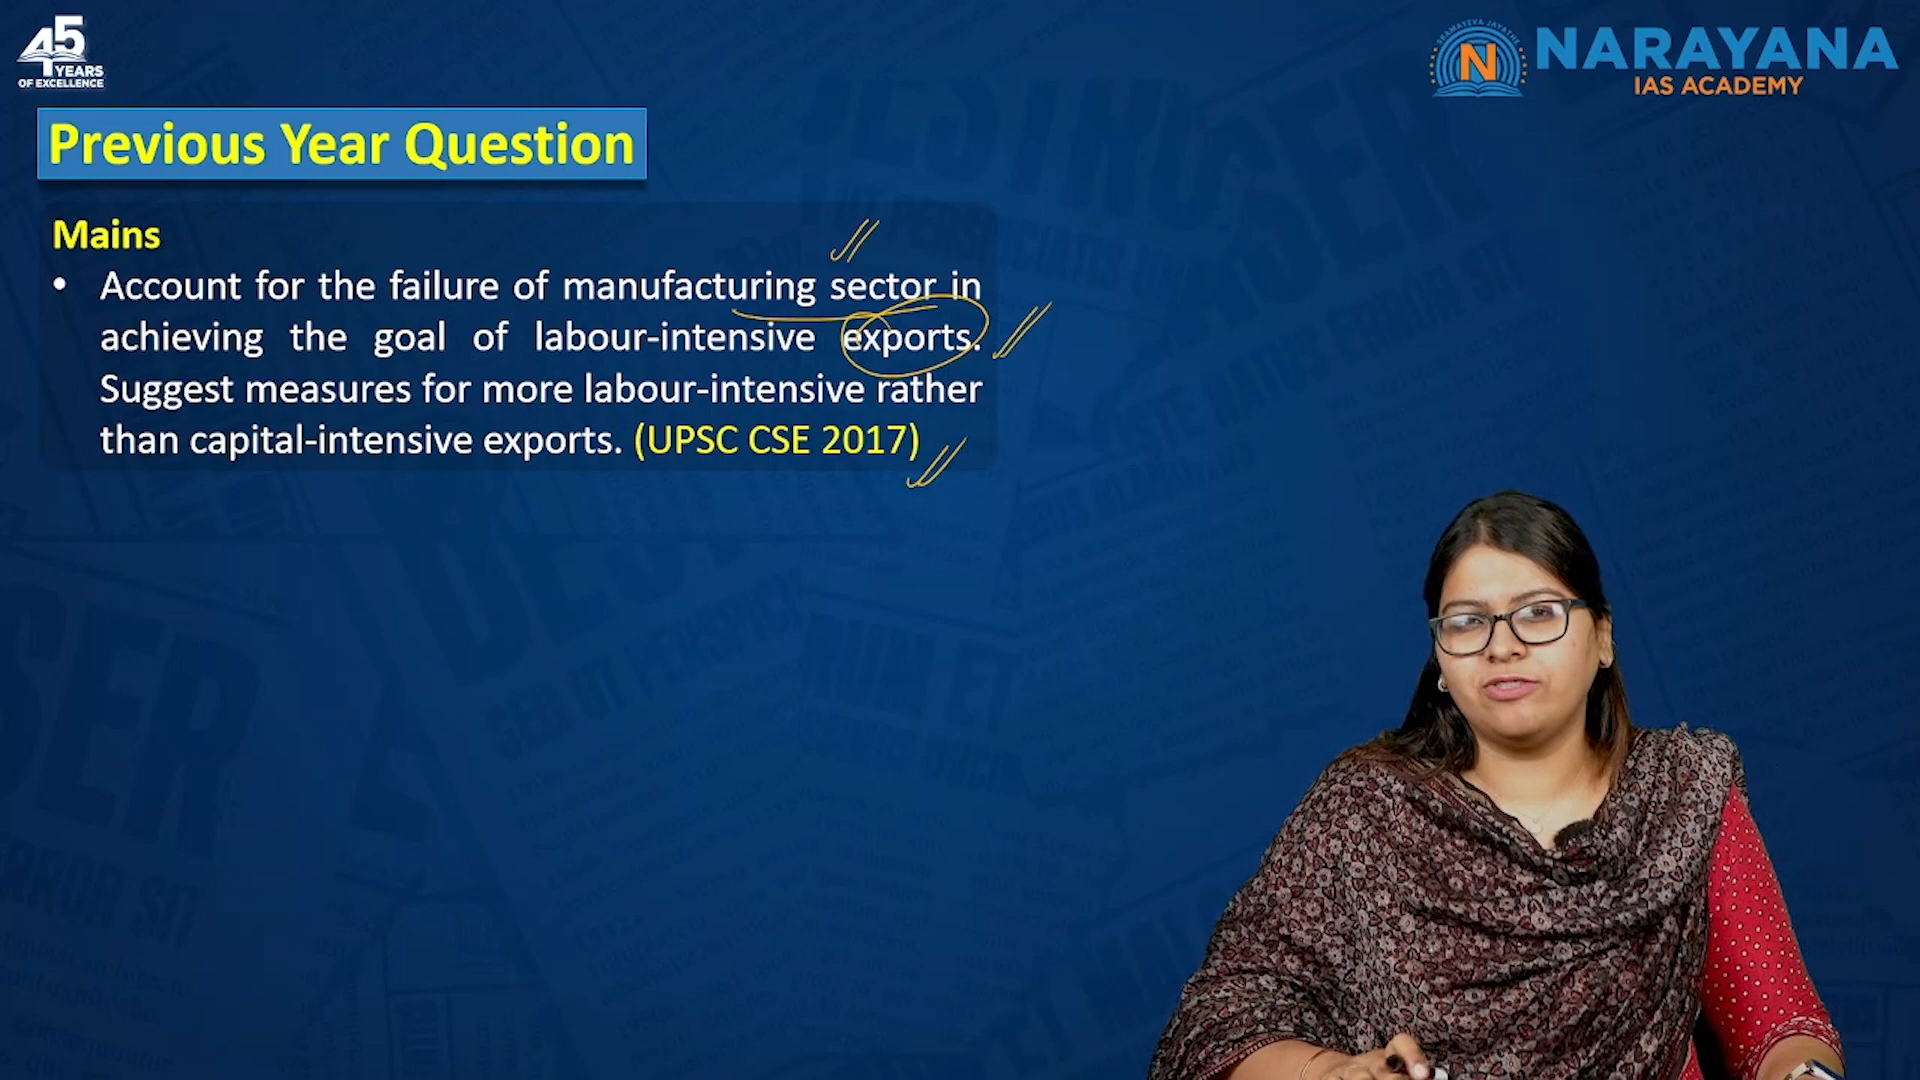 45
YEARS
OF EXCELLENCE
SATYAMEVA JAYATE
N
NARAYANA
IAS ACADEMY
Previous Year Question
Mains
• Account for the failure of manufacturing sector in
achieving the goal of labour-intensive exports.
Suggest measures for more labour-intensive rather
than capital-intensive exports. (UPSC CSE 2017)